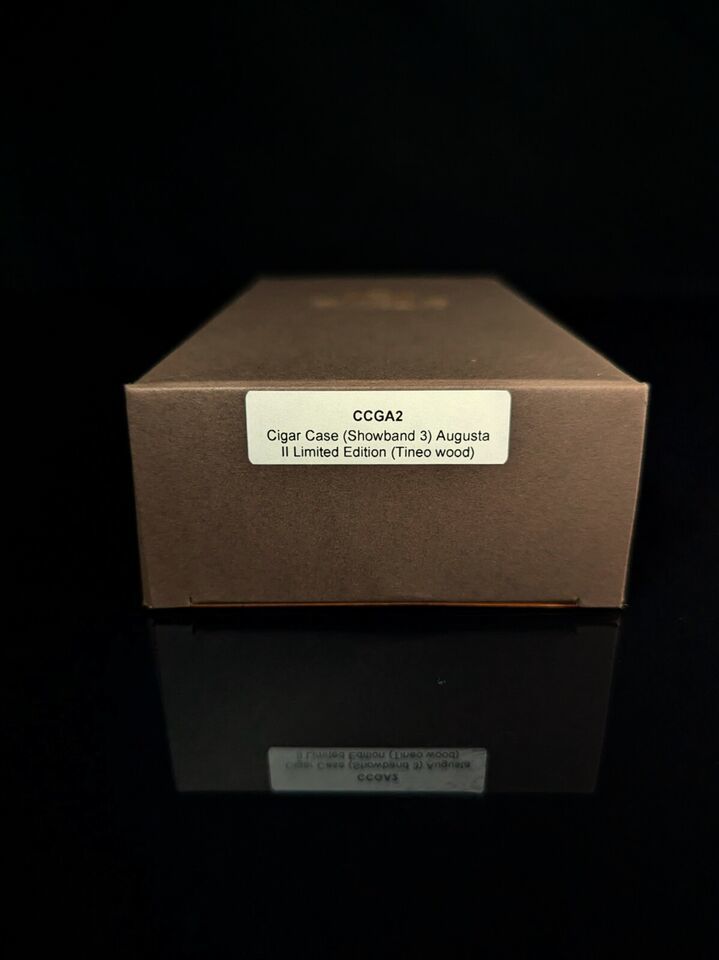 CCGA2
Cigar Case (Showband 3) Augusta
II Limited Edition (Tineo wood)